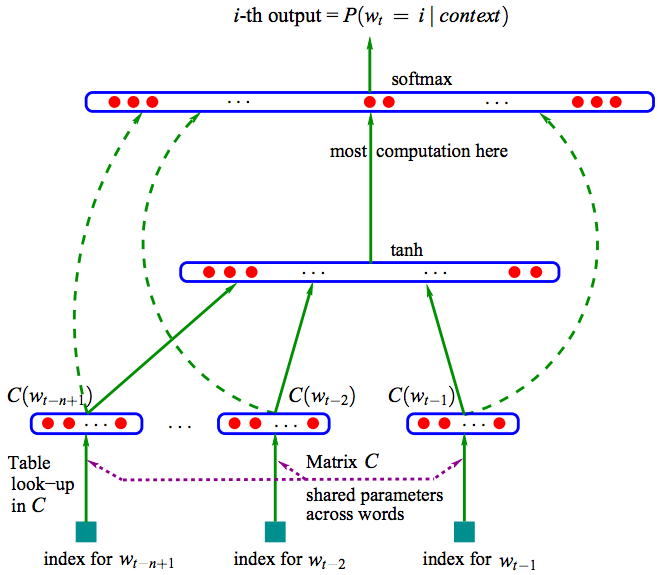 i-th output = P(w_t = i | context)
softmax
... ...
most computation here
tanh
... ...
C(w_{t−n+1}) C(w_{t−2}) C(w_{t−1})
... ... ... ...
Table
look−up
in C
Matrix C
shared parameters
across words
index for w_{t−n+1} index for w_{t−2} index for w_{t−1}